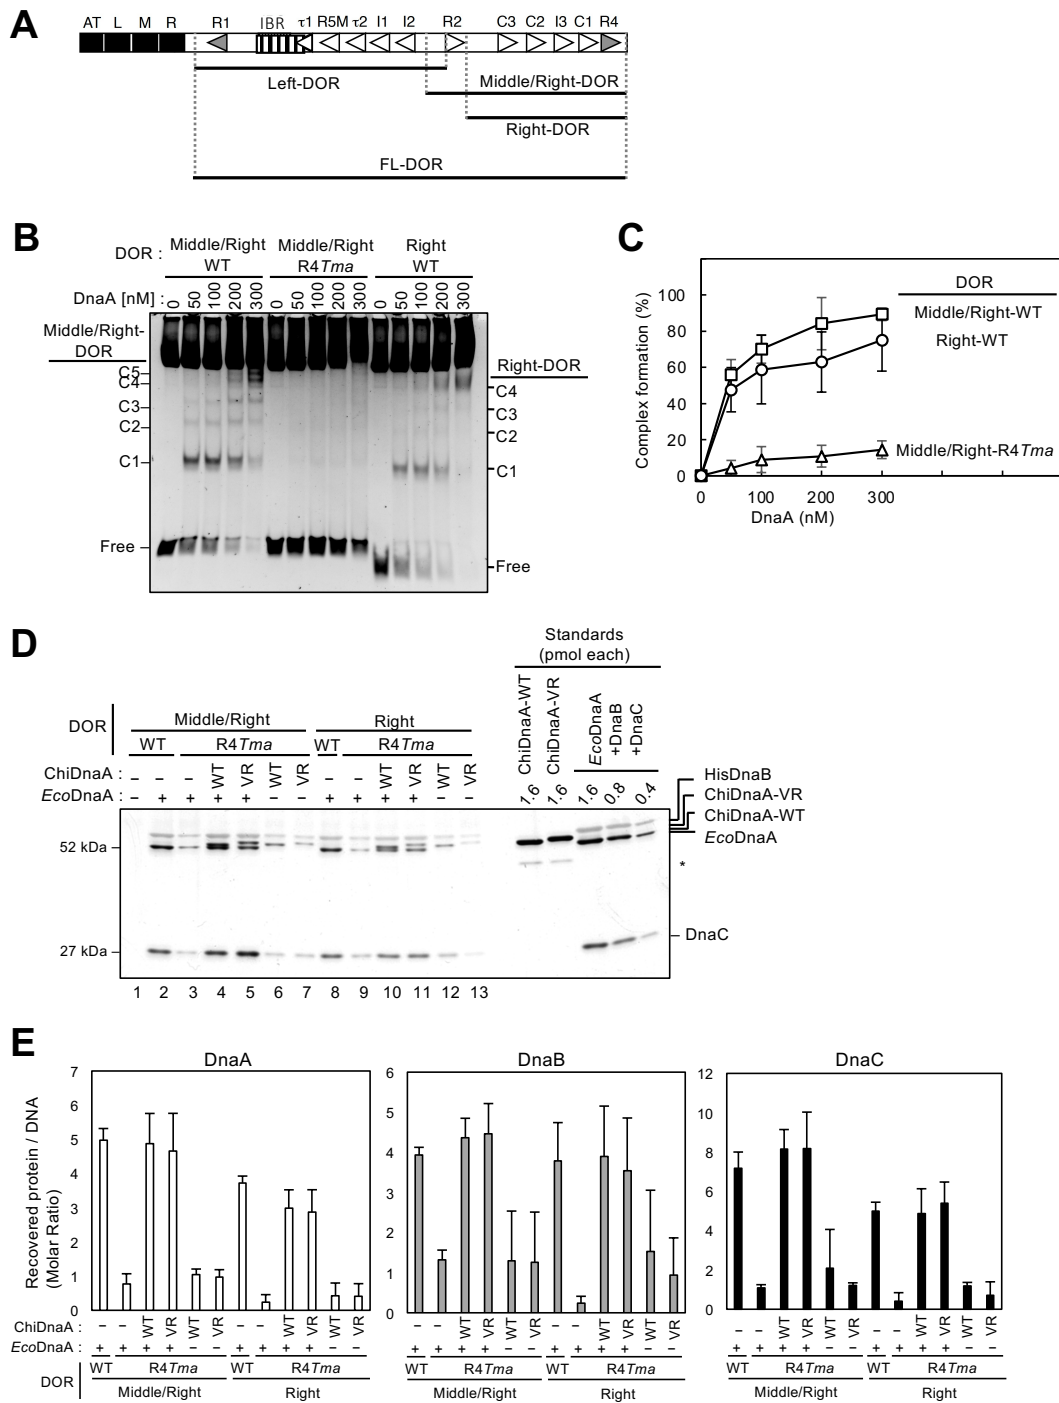 A
AT L M R R1 IBR τ1 R5M τ2 I1 I2 R2 C3 C2 I3 C1 R4
Left-DOR
Middle/Right-DOR
Right-DOR
FL-DOR
B
DOR : Middle/Right WT Middle/Right R4Tma Right WT
DnaA [nM] : 0 50 100 200 300 0 50 100 200 300 0 50 100 200 300
Middle/Right-DOR
C5
C4
C3
C2
C1
Free
Right-DOR
C4
C3
C2
C1
Free
C
Complex formation (%)
100
80
60
40
20
0
0 100 200 300
DnaA (nM)
DOR
Middle/Right-WT
Right-WT
Middle/Right-R4Tma
D
Standards
(pmol each)
ChiDnaA-WT ChiDnaA-VR EcoDnaA +DnaB +DnaC
DOR Middle/Right Right
WT R4Tma WT R4Tma
ChiDnaA : – – – WT VR WT VR – – WT VR WT VR
EcoDnaA : – + + + + – – + + + + – –
1.6 1.6 1.6 0.8 0.4
HisDnaB
ChiDnaA-VR
ChiDnaA-WT
EcoDnaA
*
DnaC
52 kDa
27 kDa
1 2 3 4 5 6 7 8 9 10 11 12 13
E
Recovered protein / DNA
(Molar Ratio)
DnaA
7
6
5
4
3
2
1
0
DnaB
6
5
4
3
2
1
0
DnaC
12
10
8
6
4
2
0
ChiDnaA : – – WT VR WT VR – – WT VR WT VR – – WT VR WT VR – – WT VR WT VR – – WT VR WT VR – – WT VR WT VR
EcoDnaA : + + + + – – + + + + – – + + + + – – + + + + – – + + + + – – + + + + – –
DOR WT R4Tma WT R4Tma WT R4Tma WT R4Tma WT R4Tma WT R4Tma
Middle/Right Right Middle/Right Right Middle/Right Right